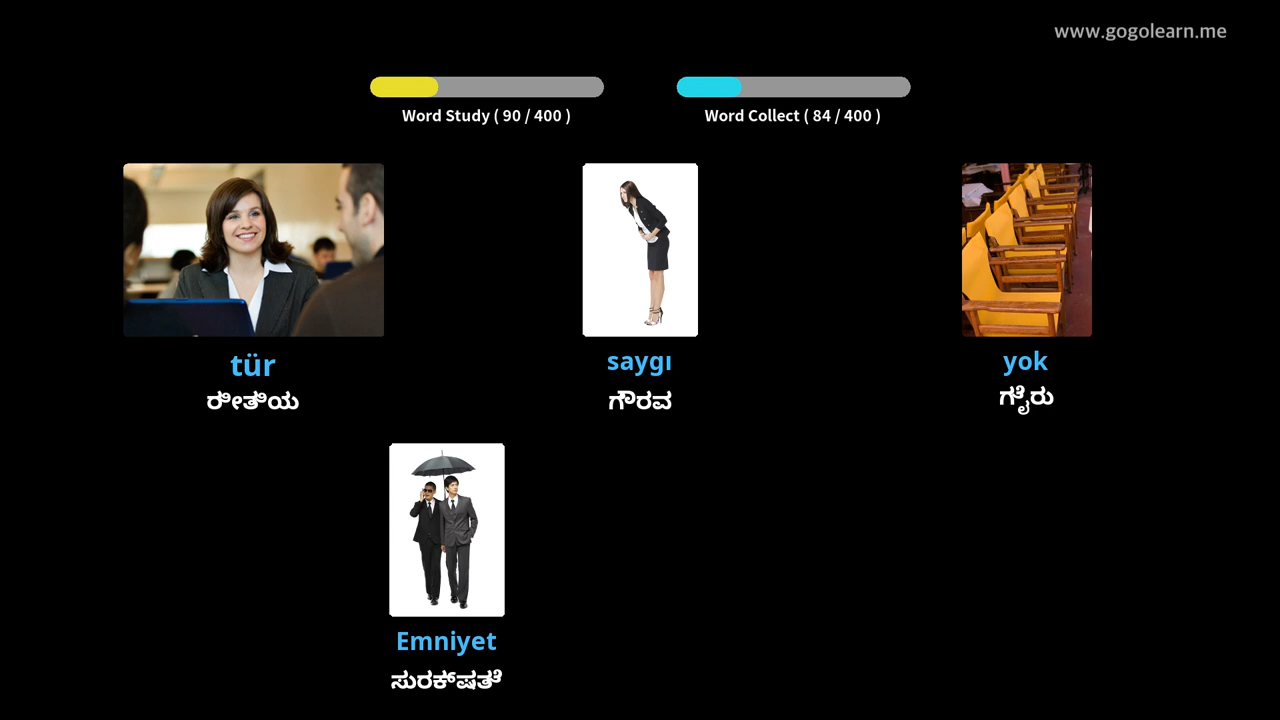 www.gogolearn.me
Word Study ( 90 / 400 )
Word Collect ( 84 / 400 )
tür
saygı
yok
ರೀತಿಯ
ಗೌರವ
ಗೈರು
Emniyet
ಸುರಕ್ಷತೆ